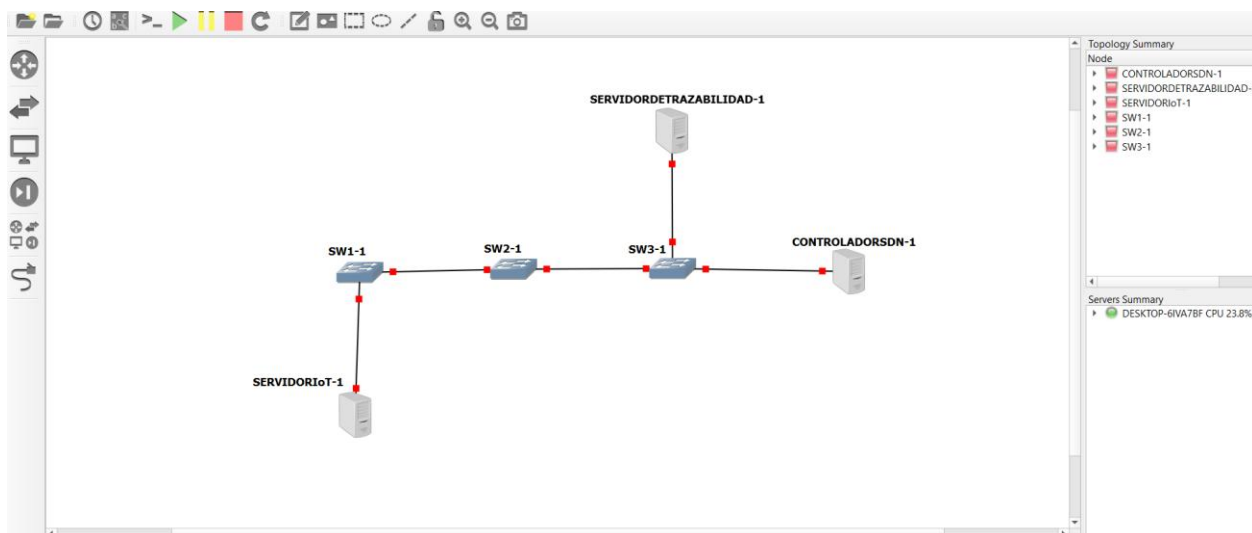 Topology Summary
Node
CONTROLADORSDN-1
SERVIDORDETRAZABILIDAD-
SERVIDORIoT-1
SW1-1
SW2-1
SW3-1
SERVIDORDETRAZABILIDAD-1
CONTROLADORSDN-1
SW1-1
SW2-1
SW3-1
SERVIDORIoT-1
Servers Summary
DESKTOP-6IVA7BF CPU 23.8%